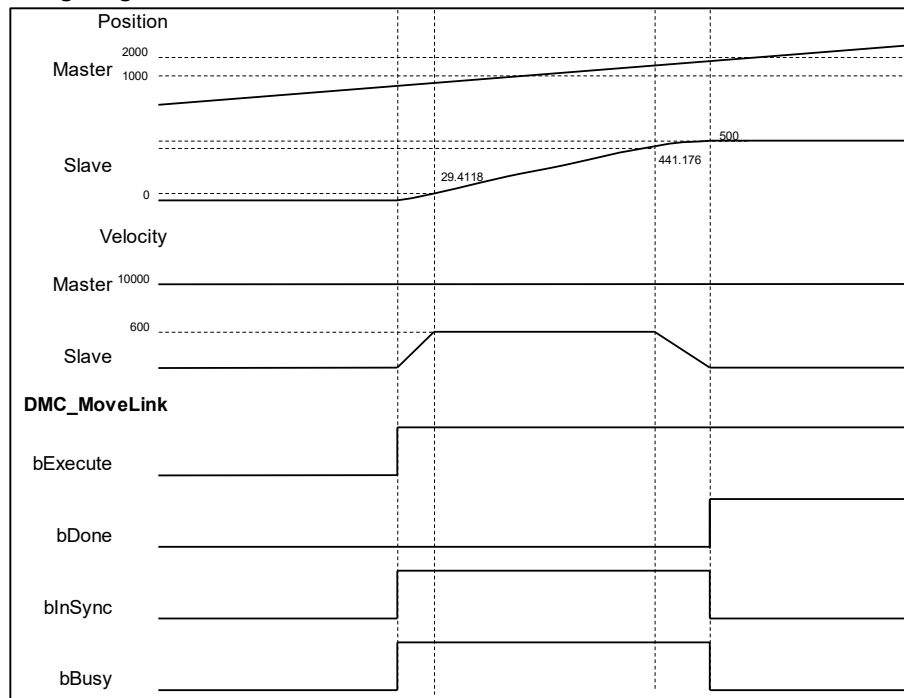 Position
2000
Master
1000
500
Slave
441.176
29.4118
0
Velocity
Master 10000
600
Slave
DMC_MoveLink
bExecute
bDone
bInSync
bBusy